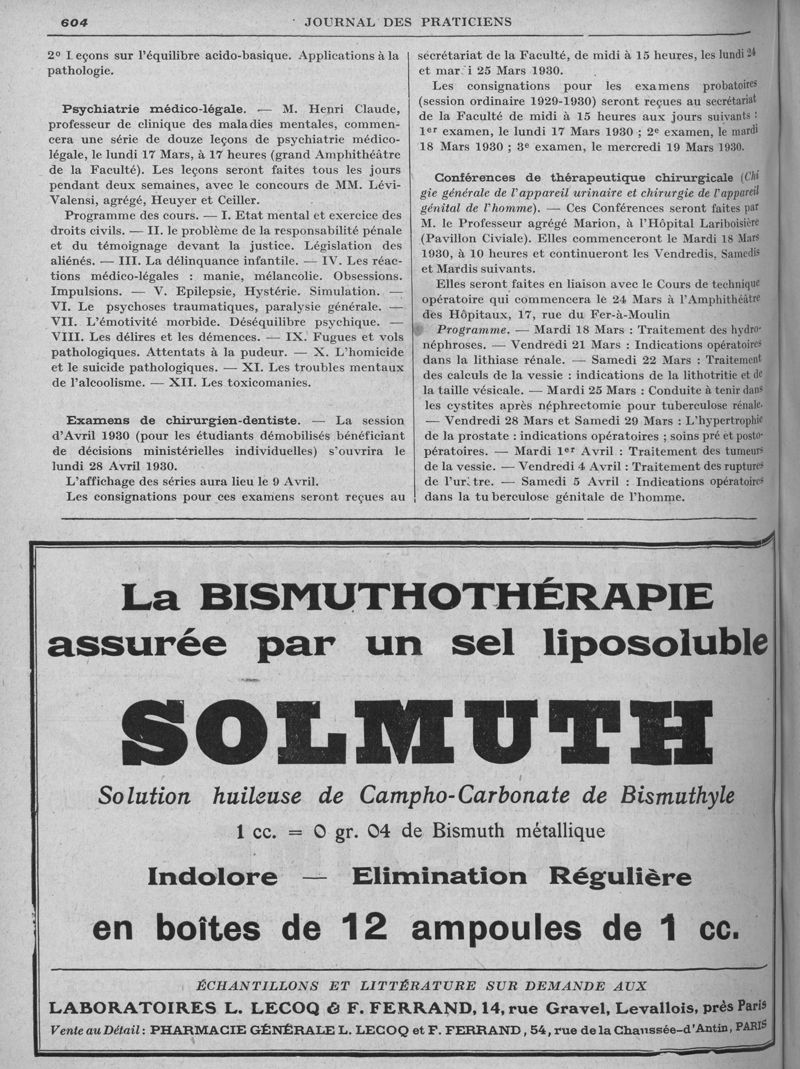 604
JOURNAL DES PRATICIENS
2º Leçons sur l'équilibre acido-basique. Applications à la
pathologie.
Psychiatrie médico-légale. — M. Henri Claude,
professeur de clinique des maladies mentales, commen-
cera une série de douze leçons de psychiatrie médico-
légale, le lundi 17 Mars, à 17 heures (grand Amphithéâtre
de la Faculté). Les leçons seront faites tous les jours
pendant deux semaines, avec le concours de MM. Lévi-
Valensi, agrégé, Heuyer et Ceiller.
Programme des cours. — I. Etat mental et exercice des
droits civils. — II. le problème de la responsabilité pénale
et du témoignage devant la justice. Législation des
aliénés. — III. La délinquance infantile. — IV. Les réac-
tions médico-légales : manie, mélancolie. Obsessions.
Impulsions. — V. Epilepsie, Hystérie. Simulation. —
VI. Le psychoses traumatiques, paralysie générale. —
VII. L'émotivité morbide. Déséquilibre psychique. —
VIII. Les délires et les démences. — IX. Fugues et vols
pathologiques. Attentats à la pudeur. — X. L'homicide
et le suicide pathologiques. — XI. Les troubles mentaux
de l'alcoolisme. — XII. Les toxicomanies.
Examens de chirurgien-dentiste. — La session
d'Avril 1930 (pour les étudiants démobilisés bénéficiant
de décisions ministérielles individuelles) s'ouvrira le
lundi 28 Avril 1930.
L'affichage des séries aura lieu le 9 Avril.
Les consignations pour ces examens seront reçues au
secrétariat de la Faculté, de midi à 15 heures, les lundi 24
et mardi 25 Mars 1930.
Les consignations pour les examens probatoires
(session ordinaire 1929-1930) seront reçues au secrétariat
de la Faculté de midi à 15 heures aux jours suivants :
1er examen, le lundi 17 Mars 1930 ; 2e examen, le mardi
18 Mars 1930 ; 3e examen, le mercredi 19 Mars 1930.
Conférences de thérapeutique chirurgicale (Chi
gie générale de l'appareil urinaire et chirurgie de l'appareil
génital de l'homme). — Ces Conférences seront faites par
M. le Professeur agrégé Marion, à l'Hôpital Lariboisière
(Pavillon Civiale). Elles commenceront le Mardi 18 Mars
1930, à 10 heures et continueront les Vendredis, Samedis
et Mardis suivants.
Elles seront faites en liaison avec le Cours de technique
opératoire qui commencera le 24 Mars à l'Amphithéâtre
des Hôpitaux, 17, rue du Fer-à-Moulin
Programme. — Mardi 18 Mars : Traitement des hydro-
néphroses. — Vendredi 21 Mars : Indications opératoires
dans la lithiase rénale. — Samedi 22 Mars : Traitement
des calculs de la vessie : indications de la lithotritie et de
la taille vésicale. — Mardi 25 Mars : Conduite à tenir dans
les cystites après néphrectomie pour tuberculose rénale.
— Vendredi 28 Mars et Samedi 29 Mars : L'hypertrophie
de la prostate : indications opératoires ; soins pré et posto-
pératoires. — Mardi 1er Avril : Traitement des tumeurs
de la vessie. — Vendredi 4 Avril : Traitement des ruptures
de l'urètre. — Samedi 5 Avril : Indications opératoires
dans la tuberculose génitale de l'homme.
La BISMUTHOTHÉRAPIE
assurée par un sel liposoluble
SOLMUTH
Solution huileuse de Campho-Carbonate de Bismuthyle
1 cc. = 0 gr. 04 de Bismuth métallique
Indolore — Elimination Régulière
en boîtes de 12 ampoules de 1 cc.
ÉCHANTILLONS ET LITTÉRATURE SUR DEMANDE AUX
LABORATOIRES L. LECOQ & F. FERRAND, 14, rue Gravel, Levallois, près Paris
Vente au Détail : PHARMACIE GÉNÉRALE L. LECOQ et F. FERRAND, 54, rue de la Chaussée-d'Antin, PARIS